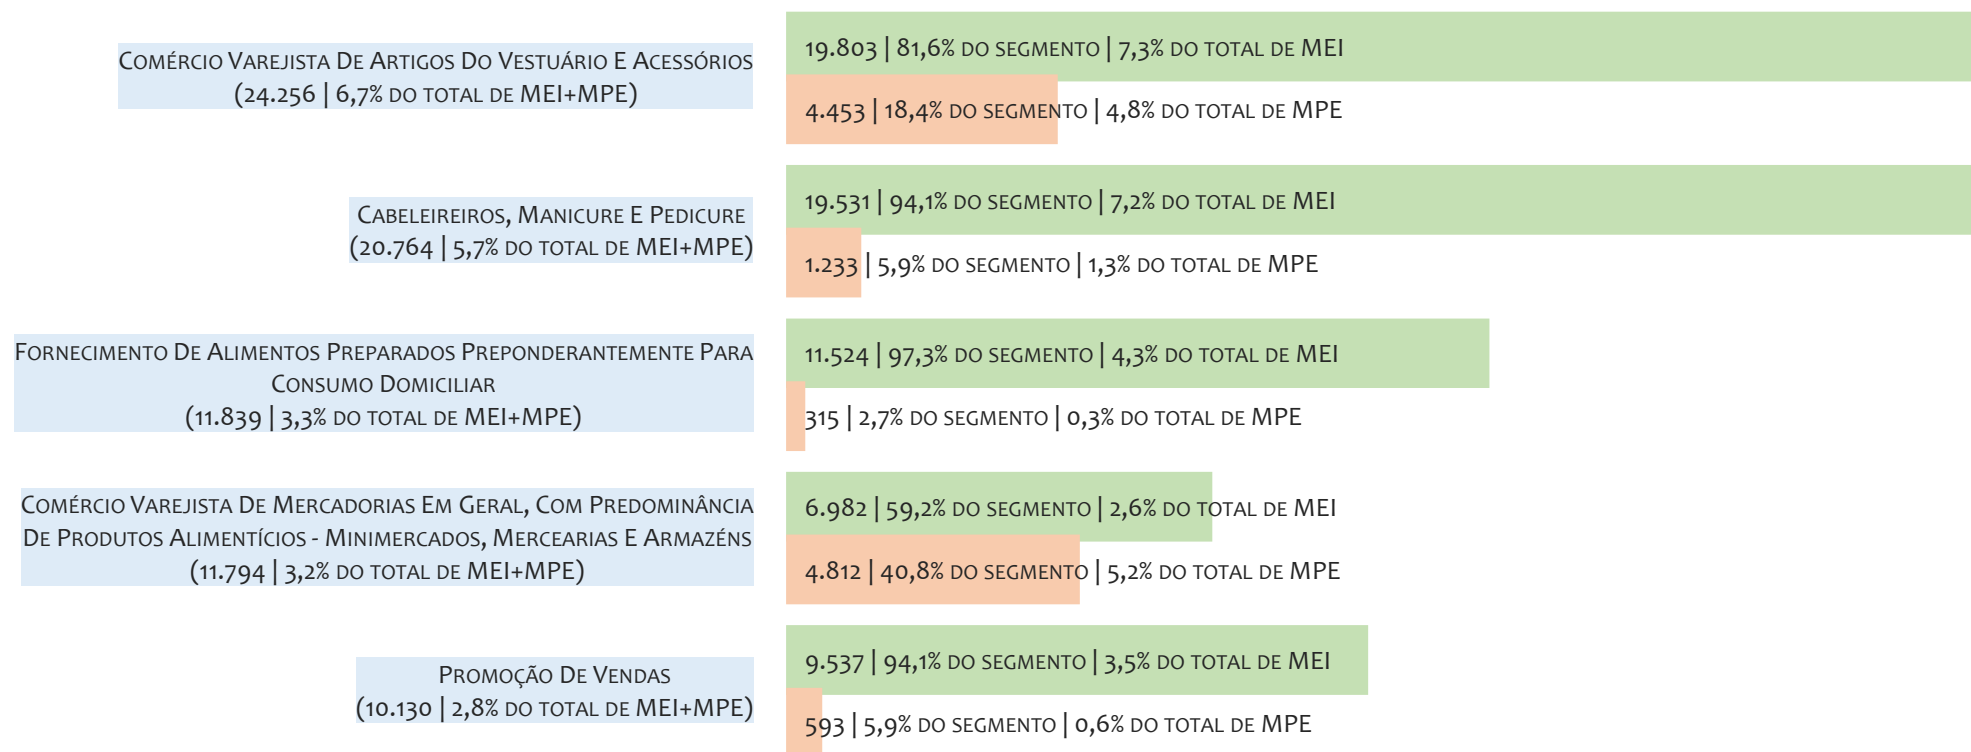 Comércio Varejista De Artigos Do Vestuário E Acessórios
(24.256 | 6,7% do total de MEI+MPE)
19.803 | 81,6% do segmento | 7,3% do total de MEI
4.453 | 18,4% do segmento | 4,8% do total de MPE
Cabeleireiros, Manicure E Pedicure
(20.764 | 5,7% do total de MEI+MPE)
19.531 | 94,1% do segmento | 7,2% do total de MEI
1.233 | 5,9% do segmento | 1,3% do total de MPE
Fornecimento De Alimentos Preparados Preponderantemente Para
Consumo Domiciliar
(11.839 | 3,3% do total de MEI+MPE)
11.524 | 97,3% do segmento | 4,3% do total de MEI
315 | 2,7% do segmento | 0,3% do total de MPE
Comércio Varejista De Mercadorias Em Geral, Com Predominância
De Produtos Alimentícios - Minimercados, Mercearias E Armazéns
(11.794 | 3,2% do total de MEI+MPE)
6.982 | 59,2% do segmento | 2,6% do total de MEI
4.812 | 40,8% do segmento | 5,2% do total de MPE
Promoção De Vendas
(10.130 | 2,8% do total de MEI+MPE)
9.537 | 94,1% do segmento | 3,5% do total de MEI
593 | 5,9% do segmento | 0,6% do total de MPE